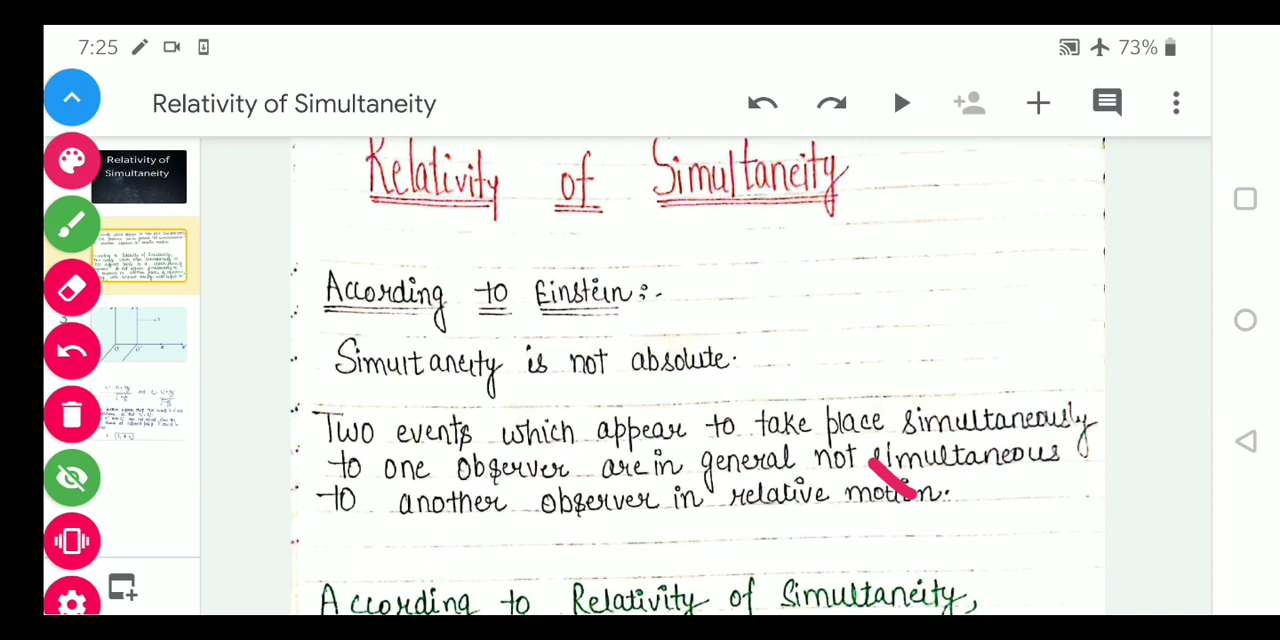 7:25
73%
Relativity of Simultaneity
Relativity of
Simultaneity
Relativity of Simultaneity
According to Einstein:-
Simultaneity is not absolute.
Two events which appear to take place simultaneously
to one observer are in general not simultaneous
to another observer in relative motion.
According to Relativity of Simultaneity,